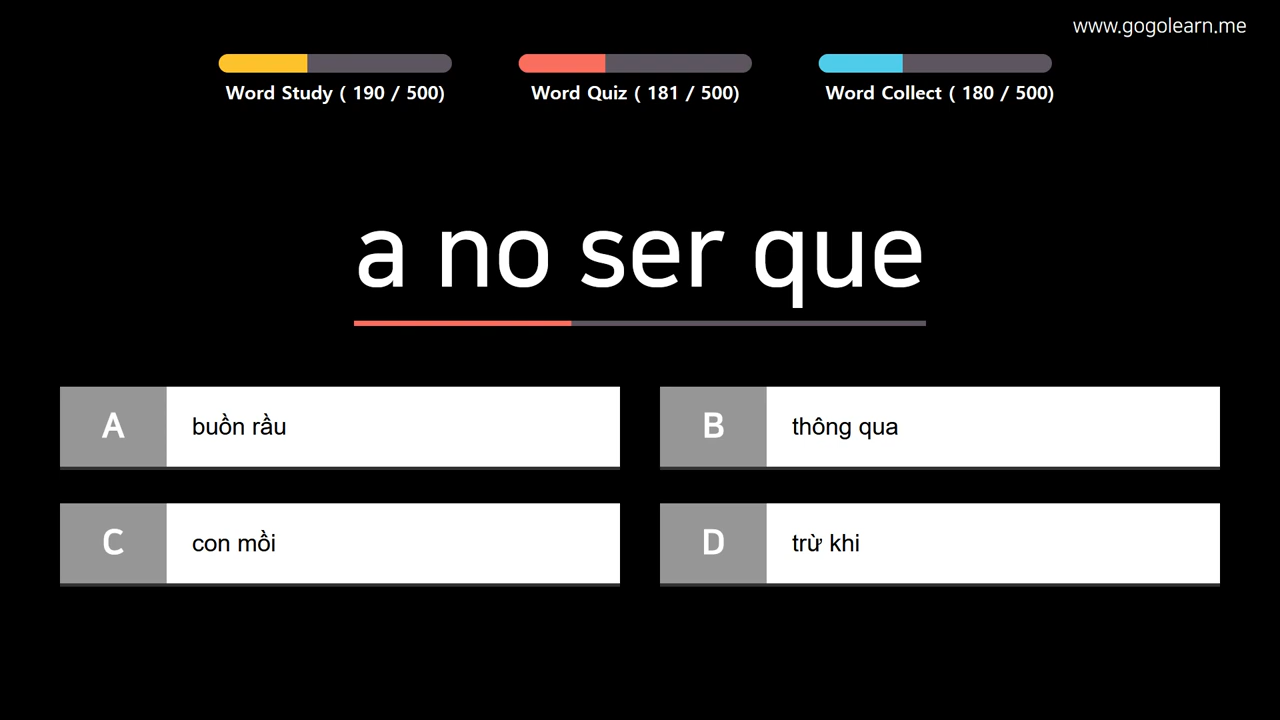 www.gogolearn.me
Word Study ( 190 / 500)
Word Quiz ( 181 / 500)
Word Collect ( 180 / 500)
a no ser que
A
buồn rầu
B
thông qua
C
con mồi
D
trừ khi